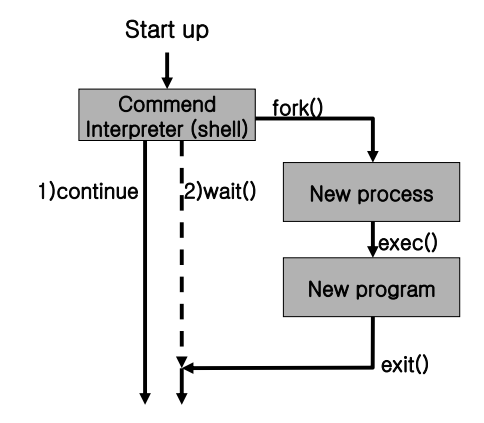 Start up
Commend
Interpreter (shell)
fork()
1)continue
2)wait()
New process
exec()
New program
exit()